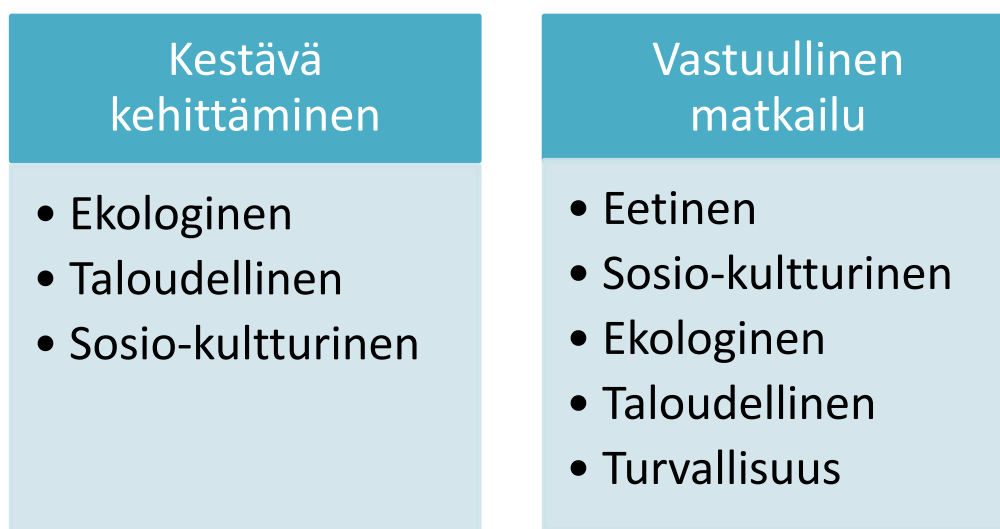 Kestävä
kehittäminen
• Ekologinen
• Taloudellinen
• Sosio-kultturinen
Vastuullinen
matkailu
• Eetinen
• Sosio-kultturinen
• Ekologinen
• Taloudellinen
• Turvallisuus